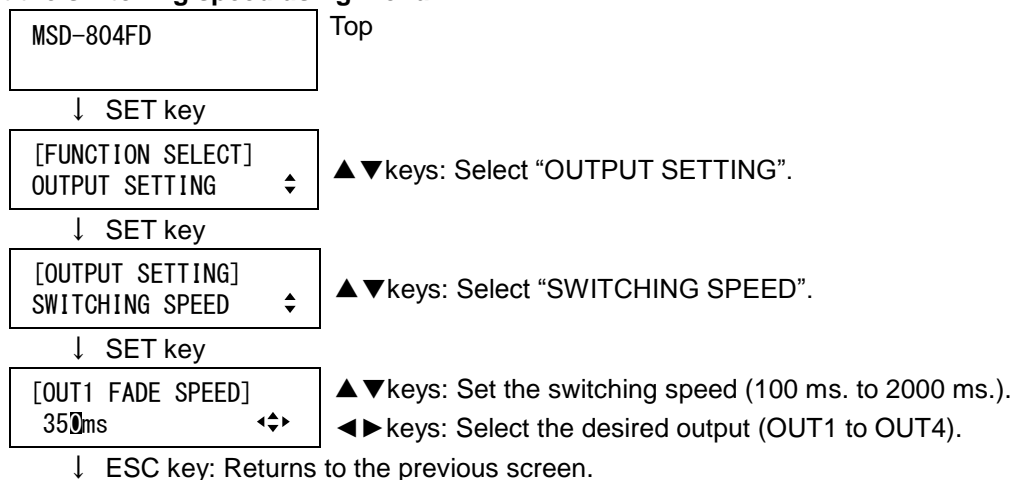 MSD-804FD
Top
↓ SET key
[FUNCTION SELECT]
OUTPUT SETTING
▲▼keys: Select “OUTPUT SETTING”.
↓ SET key
[OUTPUT SETTING]
SWITCHING SPEED
▲▼keys: Select “SWITCHING SPEED”.
↓ SET key
[OUT1 FADE SPEED]
350ms
▲▼keys: Set the switching speed (100 ms. to 2000 ms.).
◄►keys: Select the desired output (OUT1 to OUT4).
↓ ESC key: Returns to the previous screen.